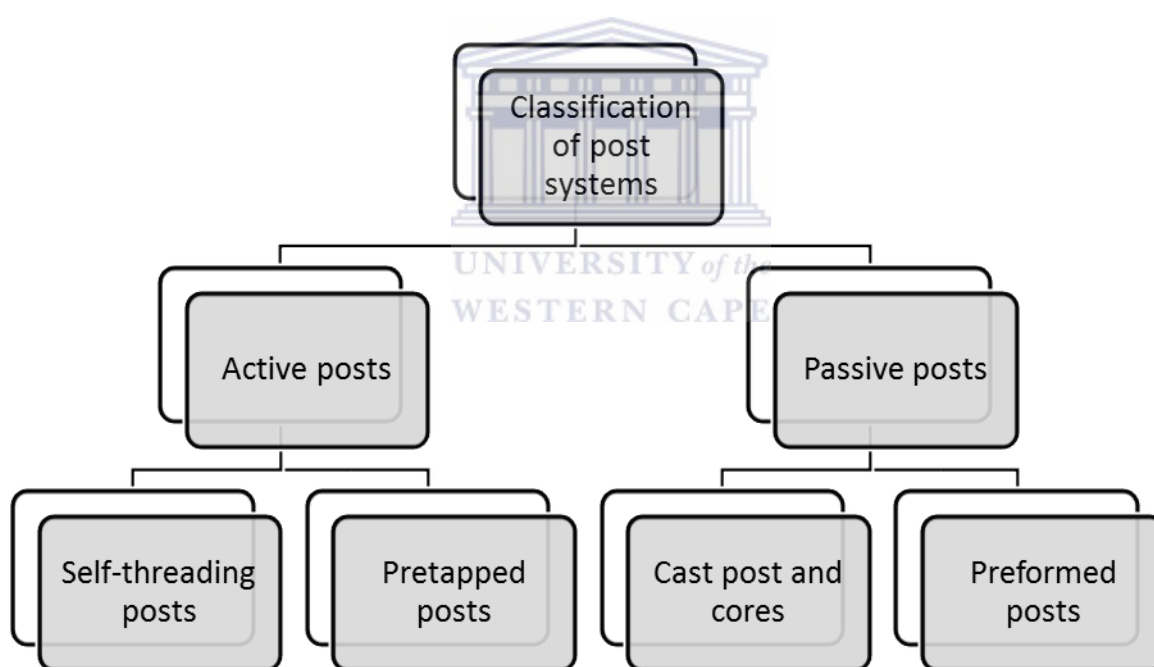 Classification
of post
systems
UNIVERSITY of the
WESTERN CAPE
Active posts
Passive posts
Self-threading
posts
Pretapped
posts
Cast post and
cores
Preformed
posts